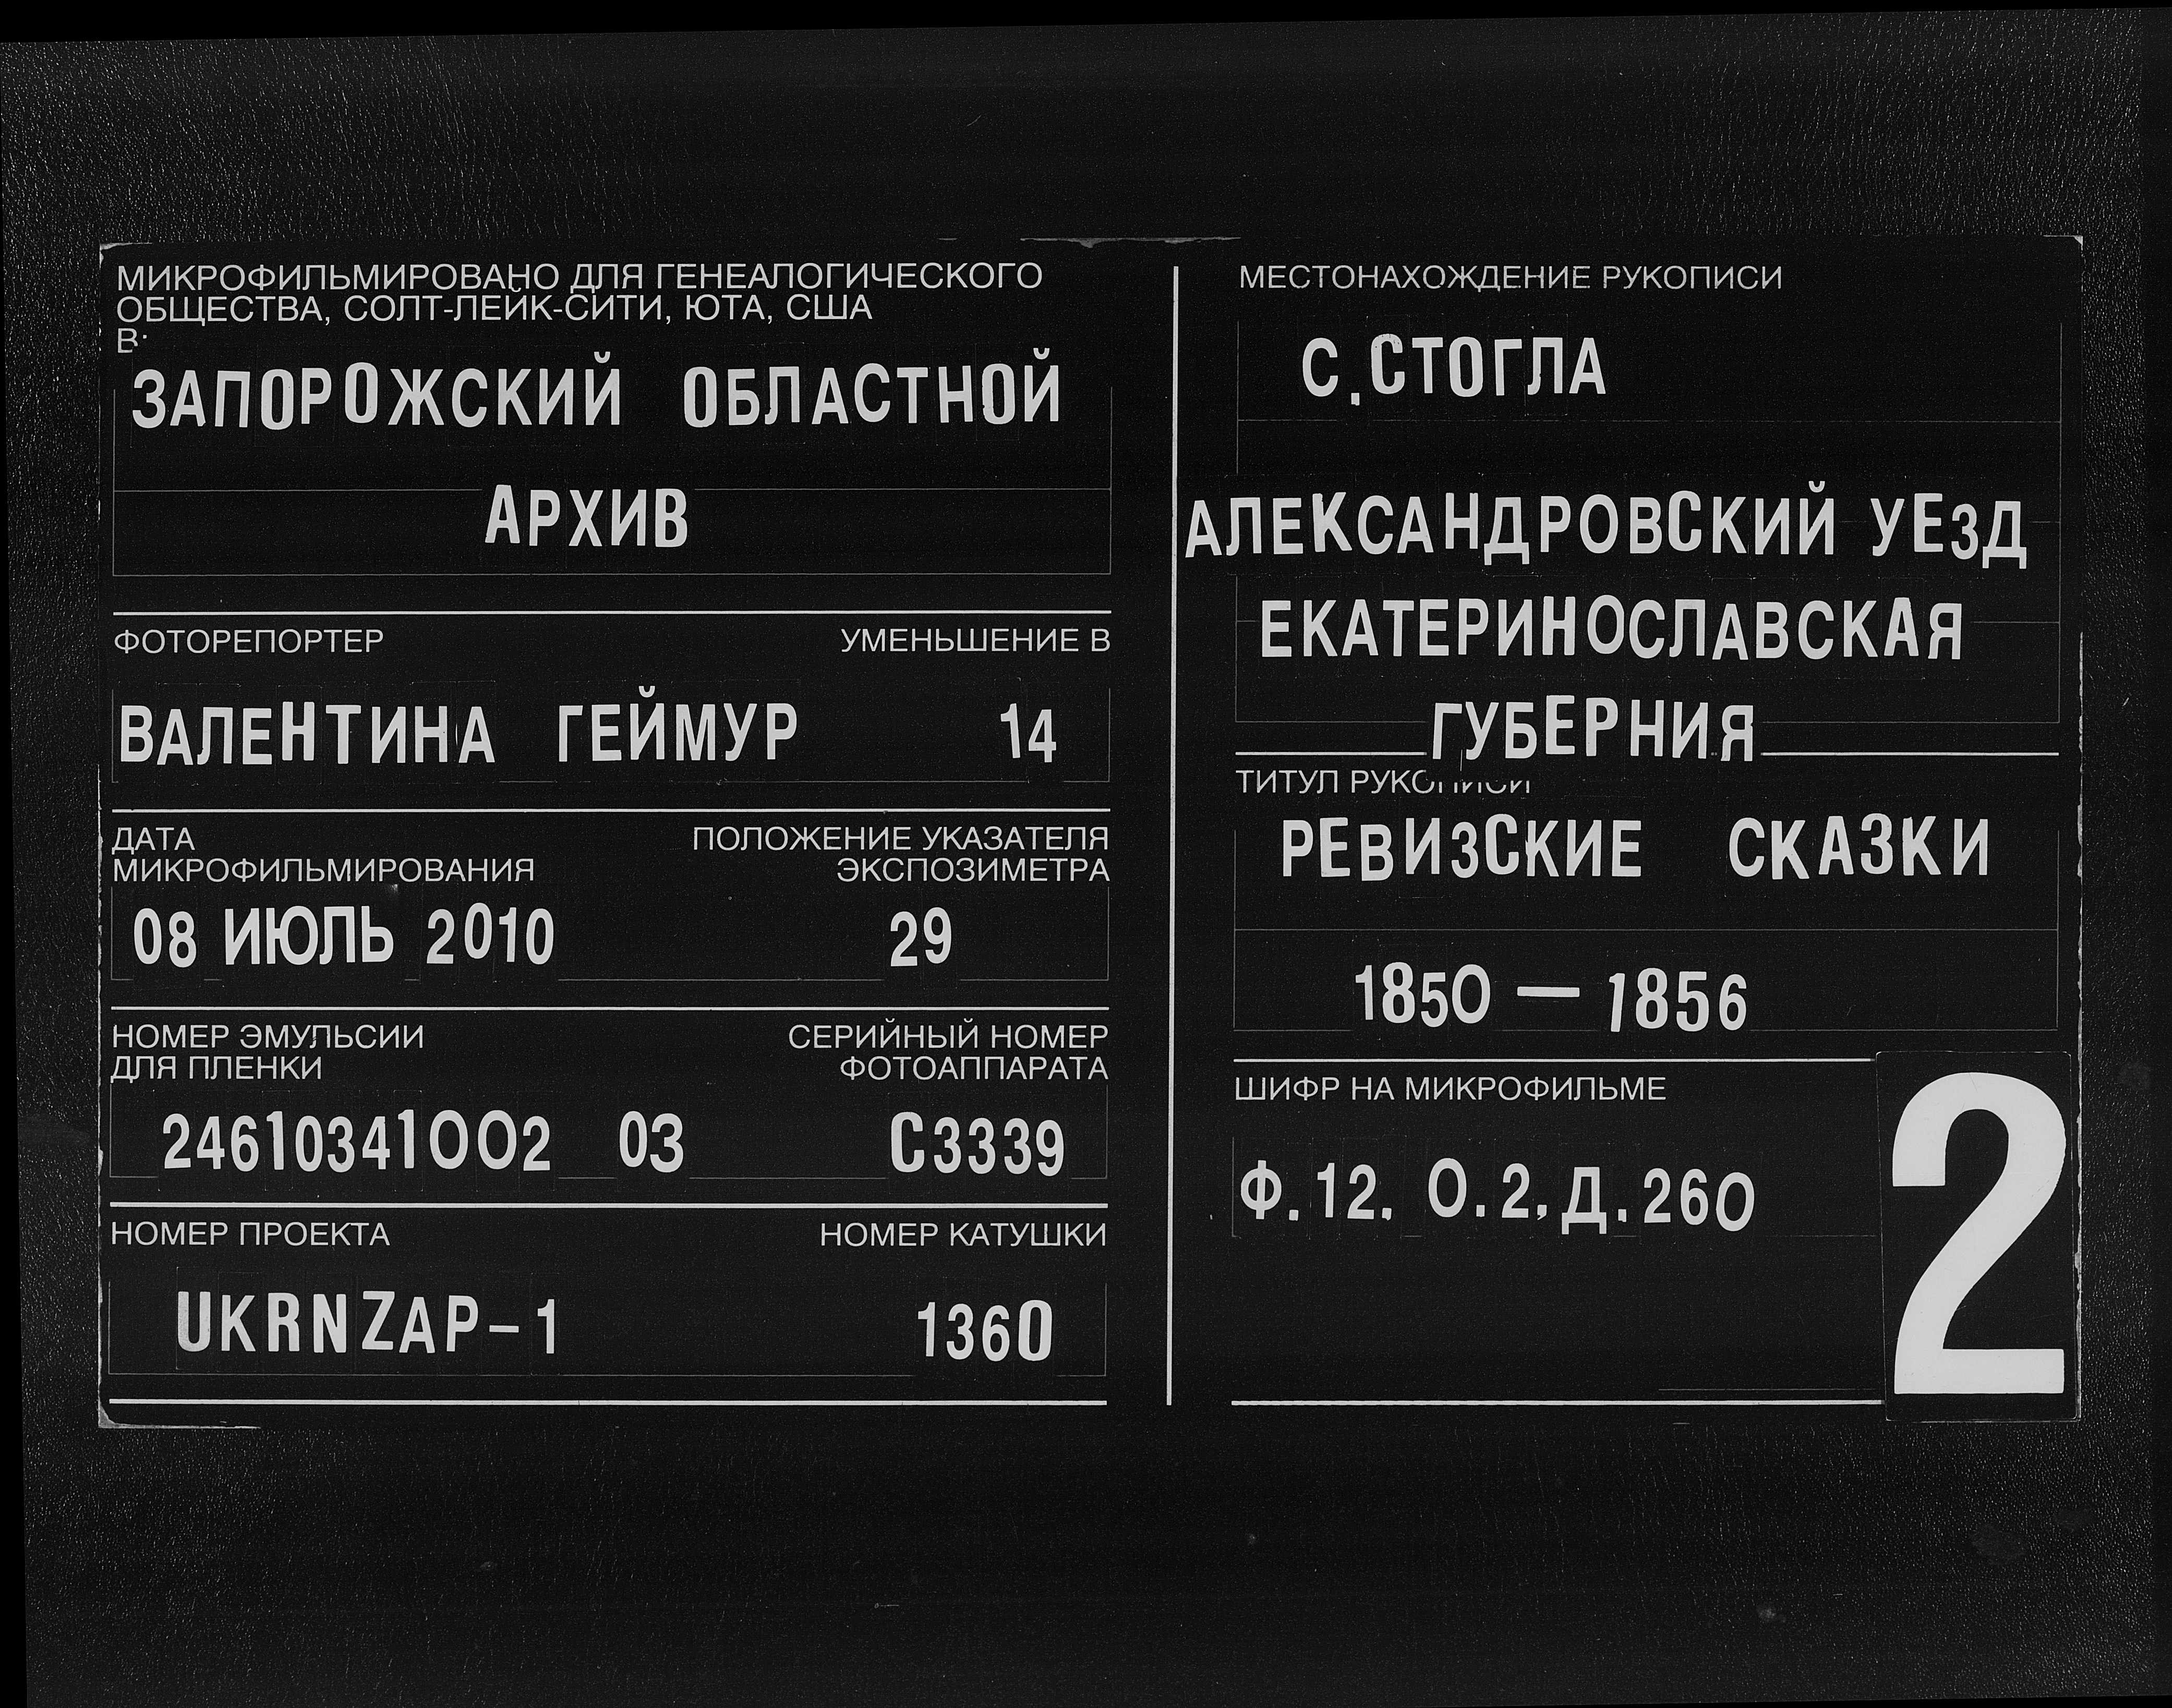 МИКРОФИЛЬМИРОВАНО ДЛЯ ГЕНЕАЛОГИЧЕСКОГО
ОБЩЕСТВА, СОЛТ-ЛЕЙК-СИТИ, ЮТА, США
В:
ЗАПОРОЖСКИЙ ОБЛАСТНОЙ
АРХИВ
ФОТОРЕПОРТЕР УМЕНЬШЕНИЕ В
ВАЛЕНТИНА ГЕЙМУР 14
ДАТА ПОЛОЖЕНИЕ УКАЗАТЕЛЯ
МИКРОФИЛЬМИРОВАНИЯ ЭКСПОЗИМЕТРА
08 ИЮЛЬ 2010 29
НОМЕР ЭМУЛЬСИИ СЕРИЙНЫЙ НОМЕР
ДЛЯ ПЛЕНКИ ФОТОАППАРАТА
24610341002 03 С3339
НОМЕР ПРОЕКТА НОМЕР КАТУШКИ
UKRNZAP-1 1360
МЕСТОНАХОЖДЕНИЕ РУКОПИСИ
С.СТОГЛА
АЛЕКСАНДРОВСКИЙ УЕЗД
ЕКАТЕРИНОСЛАВСКАЯ
ГУБЕРНИЯ
ТИТУЛ РУКОПИСИ
РЕВИЗСКИЕ СКАЗКИ
1850 — 1856
ШИФР НА МИКРОФИЛЬМЕ
Ф.12. О.2.Д.260
2